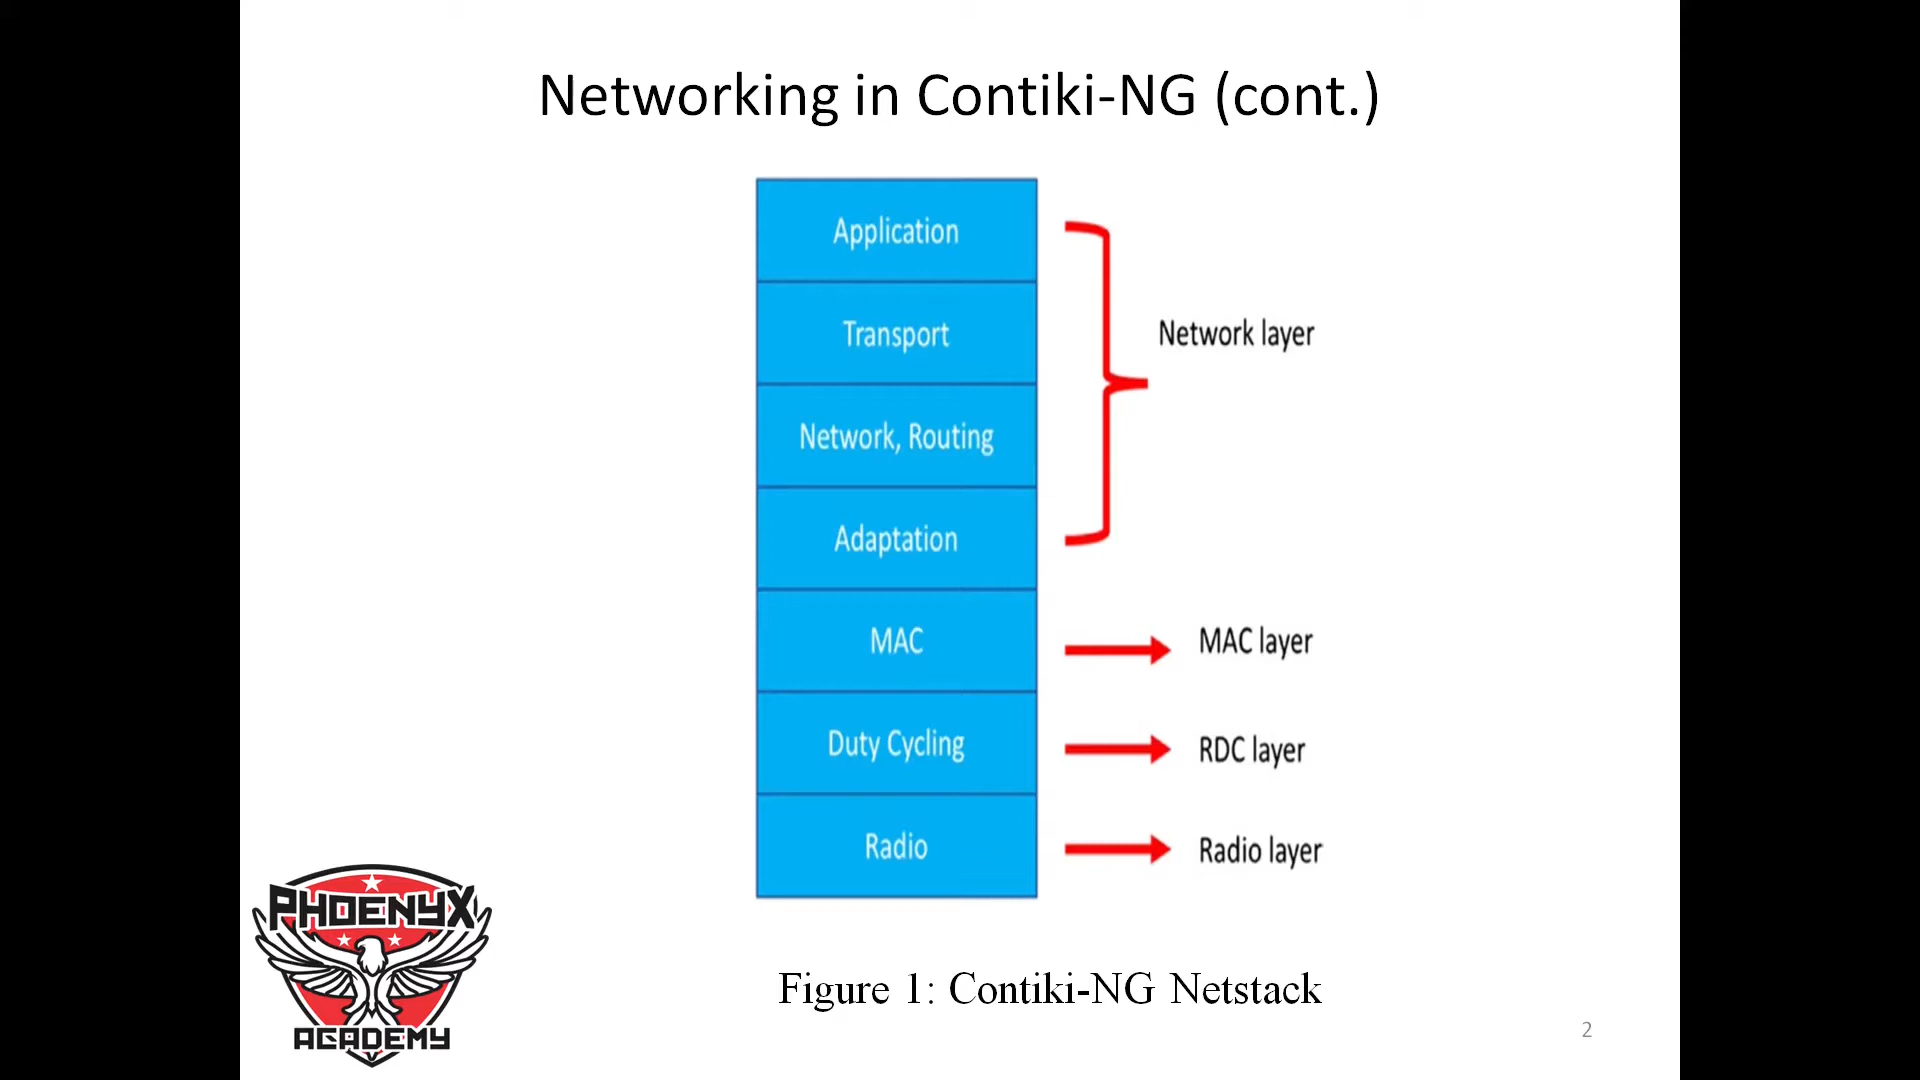 Networking in Contiki-NG (cont.)
Application
Transport
Network layer
Network, Routing
Adaptation
MAC
MAC layer
Duty Cycling
RDC layer
Radio
Radio layer
PHOENYX
ACADEMY
Figure 1: Contiki-NG Netstack
2